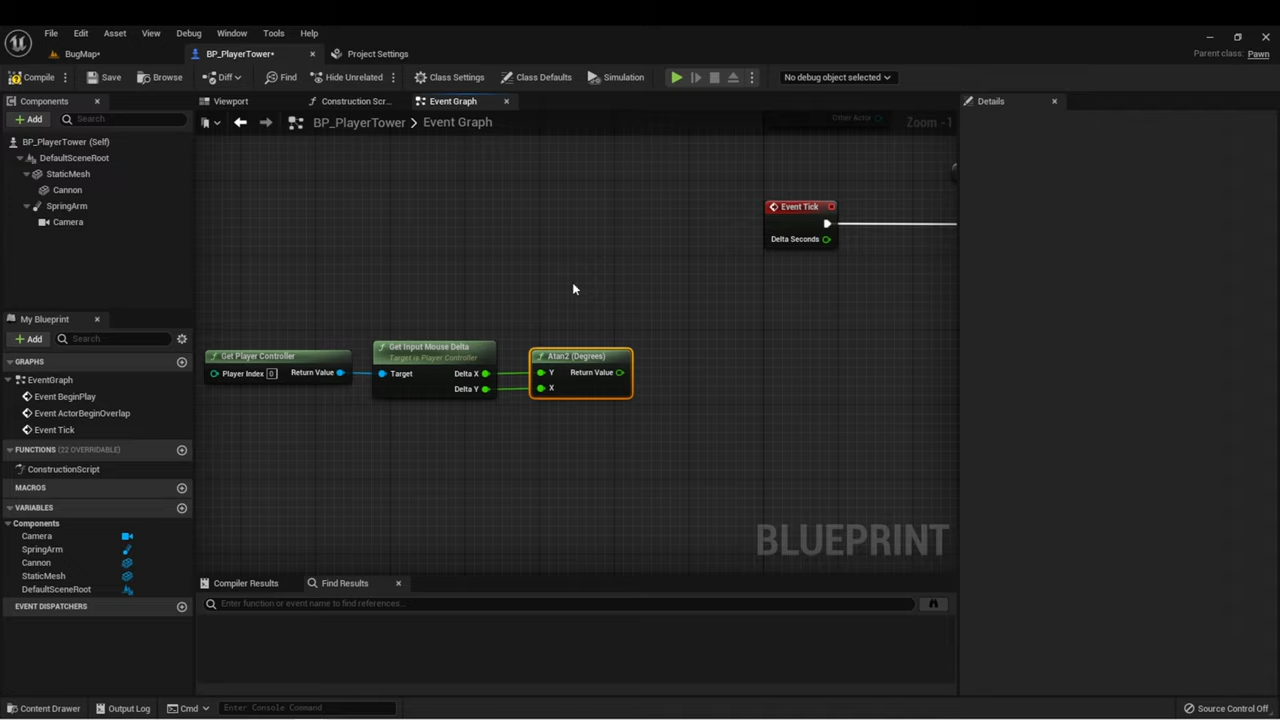 File Edit Asset View Debug Window Tools Help
BugMap* BP_PlayerTower* Project Settings Parent class: Pawn
Compile Save Browse Diff Find Hide Unrelated Class Settings Class Defaults Simulation No debug object selected
Components Viewport Construction Scr... Event Graph Details
Add Search BP_PlayerTower > Event Graph Zoom -1
Other Actor
BP_PlayerTower (Self)
DefaultSceneRoot
StaticMesh
Cannon
SpringArm
Camera
Event Tick
Delta Seconds
My Blueprint
Add Search
GRAPHS
EventGraph
Event BeginPlay
Event ActorBeginOverlap
Event Tick
FUNCTIONS (22 OVERRIDABLE)
ConstructionScript
MACROS
VARIABLES
Components
Camera
SpringArm
Cannon
StaticMesh
DefaultSceneRoot
EVENT DISPATCHERS
Get Player Controller
Player Index 0 Return Value
Get Input Mouse Delta
Target is Player Controller
Target Delta X
Delta Y
Atan2 (Degrees)
Y Return Value
X
BLUEPRINT
Compiler Results Find Results
Enter function or event name to find references...
Content Drawer Output Log Cmd Enter Console Command Source Control Off